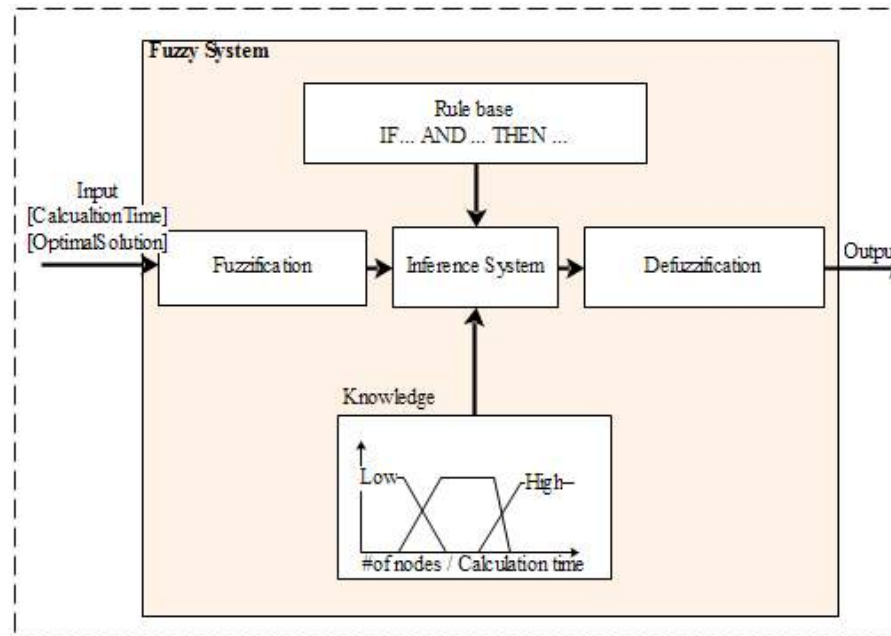 Fuzzy System
Rule base
IF... AND ... THEN ...
Input
[CalcualtionTime]
[OptimalSolution]
Fuzzification
Inference System
Defuzzification
Output
Knowledge
Low
High
#of nodes / Calculation time